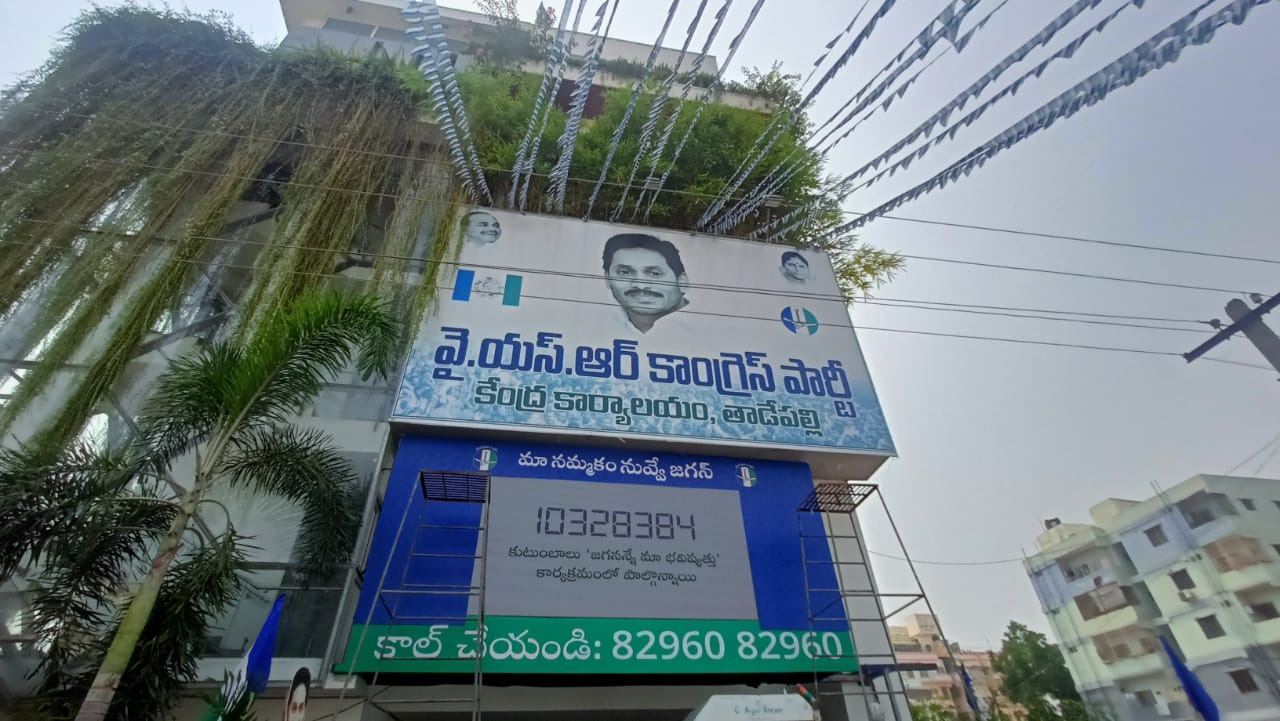 వై.యస్.ఆర్ కాంగ్రెస్ పార్టీ
కేంద్ర కార్యాలయం, తాడేపల్లి
మా నమ్మకం నువ్వే జగన్
10328384
కుటుంబాలు 'జగనన్నే మా భవిష్యత్తు'
కార్యక్రమంలో పాల్గొన్నాయి
కాల్ చేయండి: 82960 82960